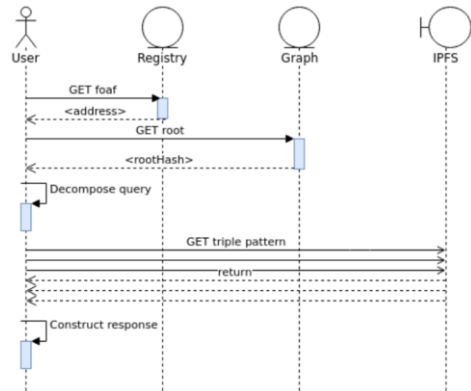 User
Registry
Graph
IPFS
GET foaf
<address>
GET root
<rootHash>
Decompose query
GET triple pattern
return
Construct response